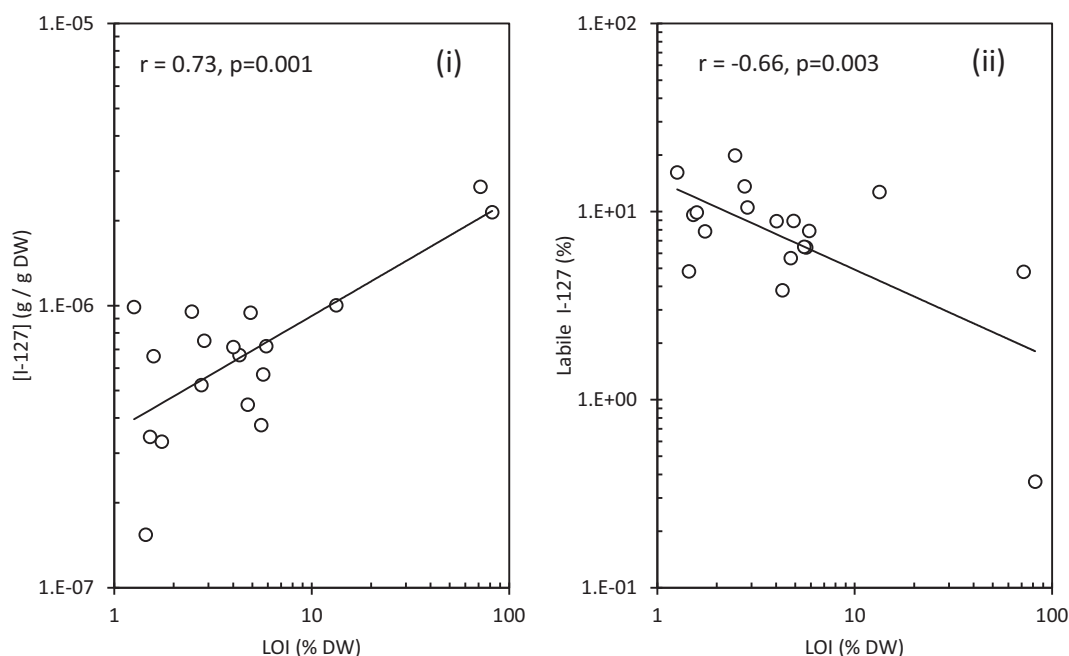 1.E-05
r = 0.73, p=0.001
(i)
1.E-06
1.E-07
[I-127] (g / g DW)
1
10
100
LOI (% DW)
1.E+02
r = -0.66, p=0.003
(ii)
1.E+01
1.E+00
1.E-01
Labile I-127 (%)
1
10
100
LOI (% DW)